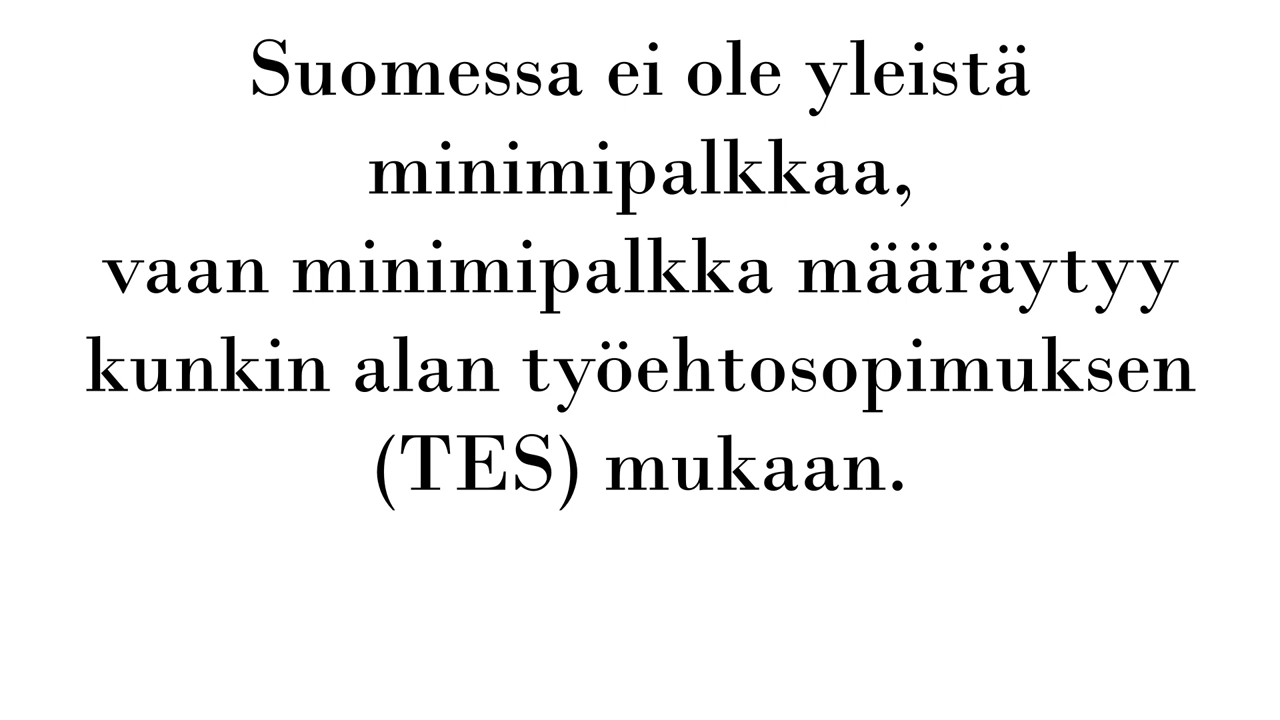 Suomessa ei ole yleistä
minimipalkkaa,
vaan minimipalkka määräytyy
kunkin alan työehtosopimuksen
(TES) mukaan.